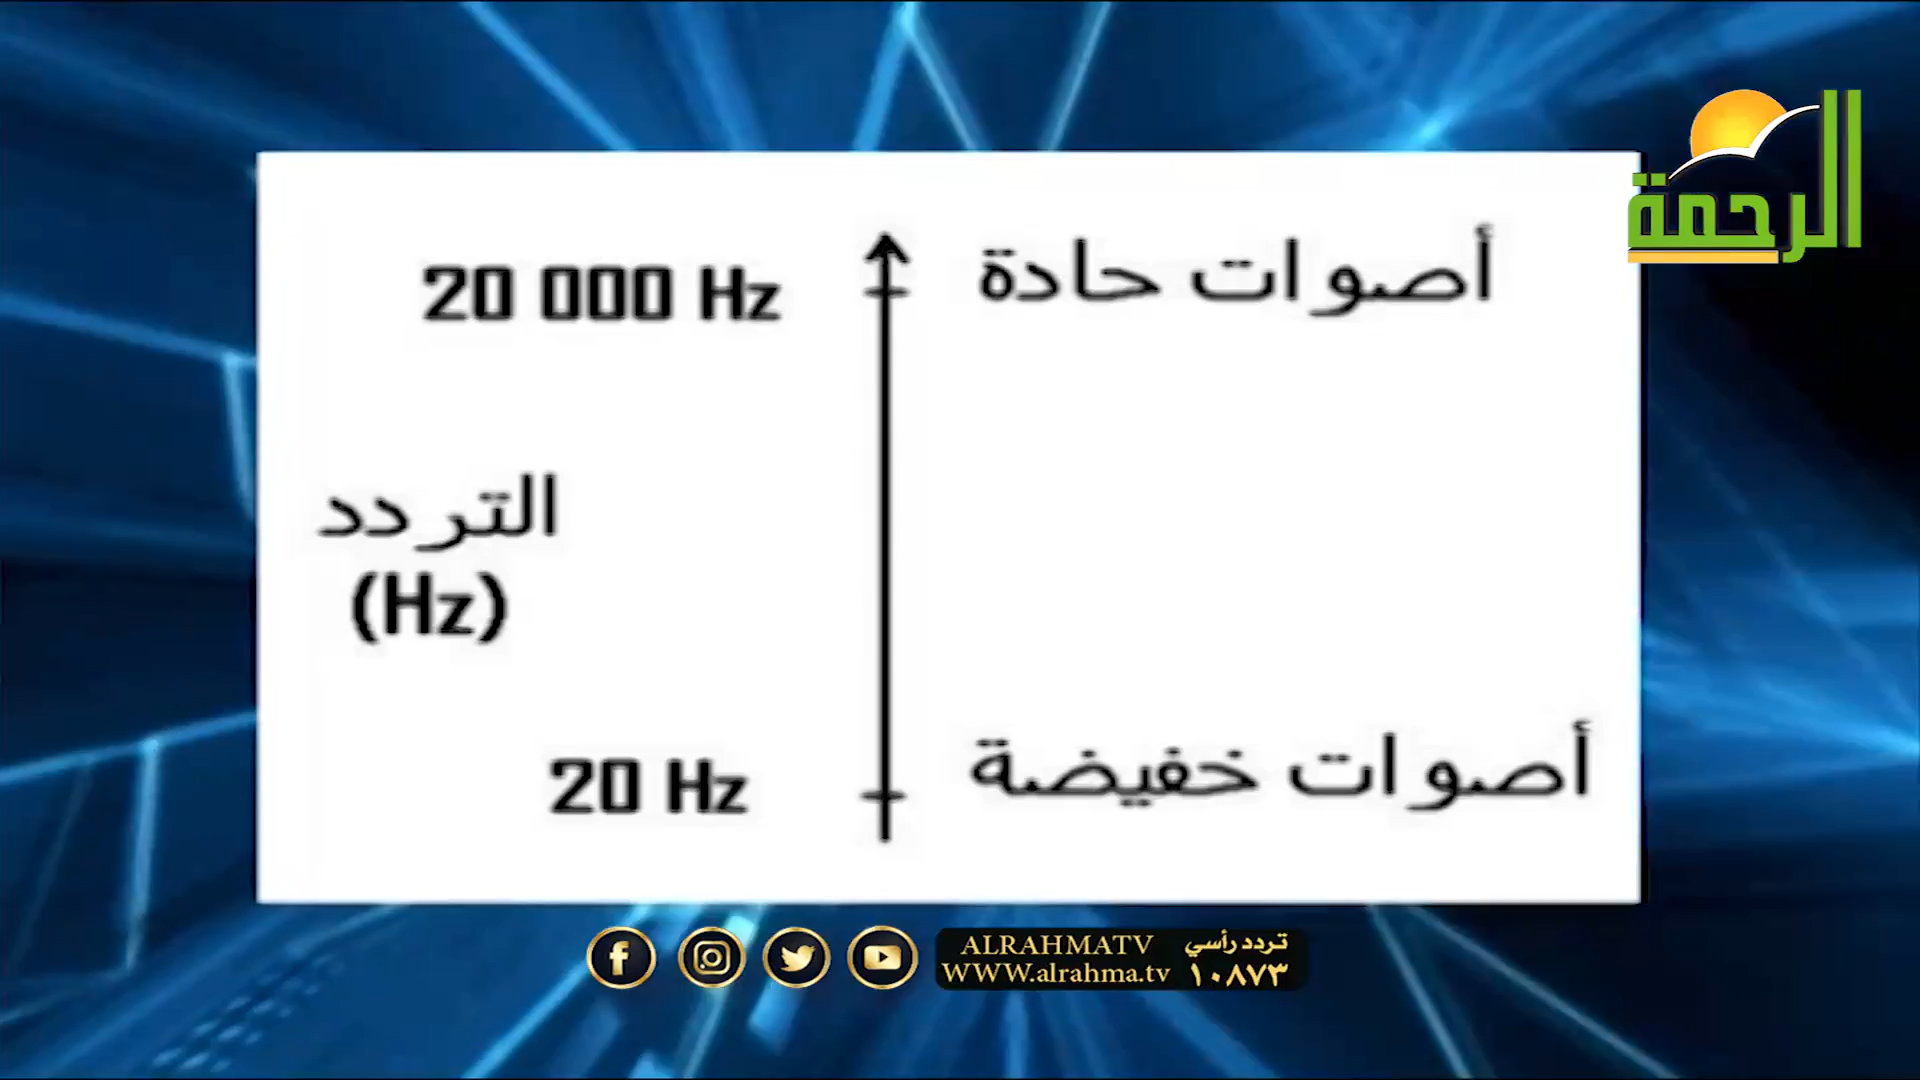 الرحمة
أصوات حادة
20 000 Hz
التردد
(Hz)
أصوات خفيضة
20 Hz
ALRAHMATV
WWW.alrahma.tv
تردد رأسي
١٠٨٧٣